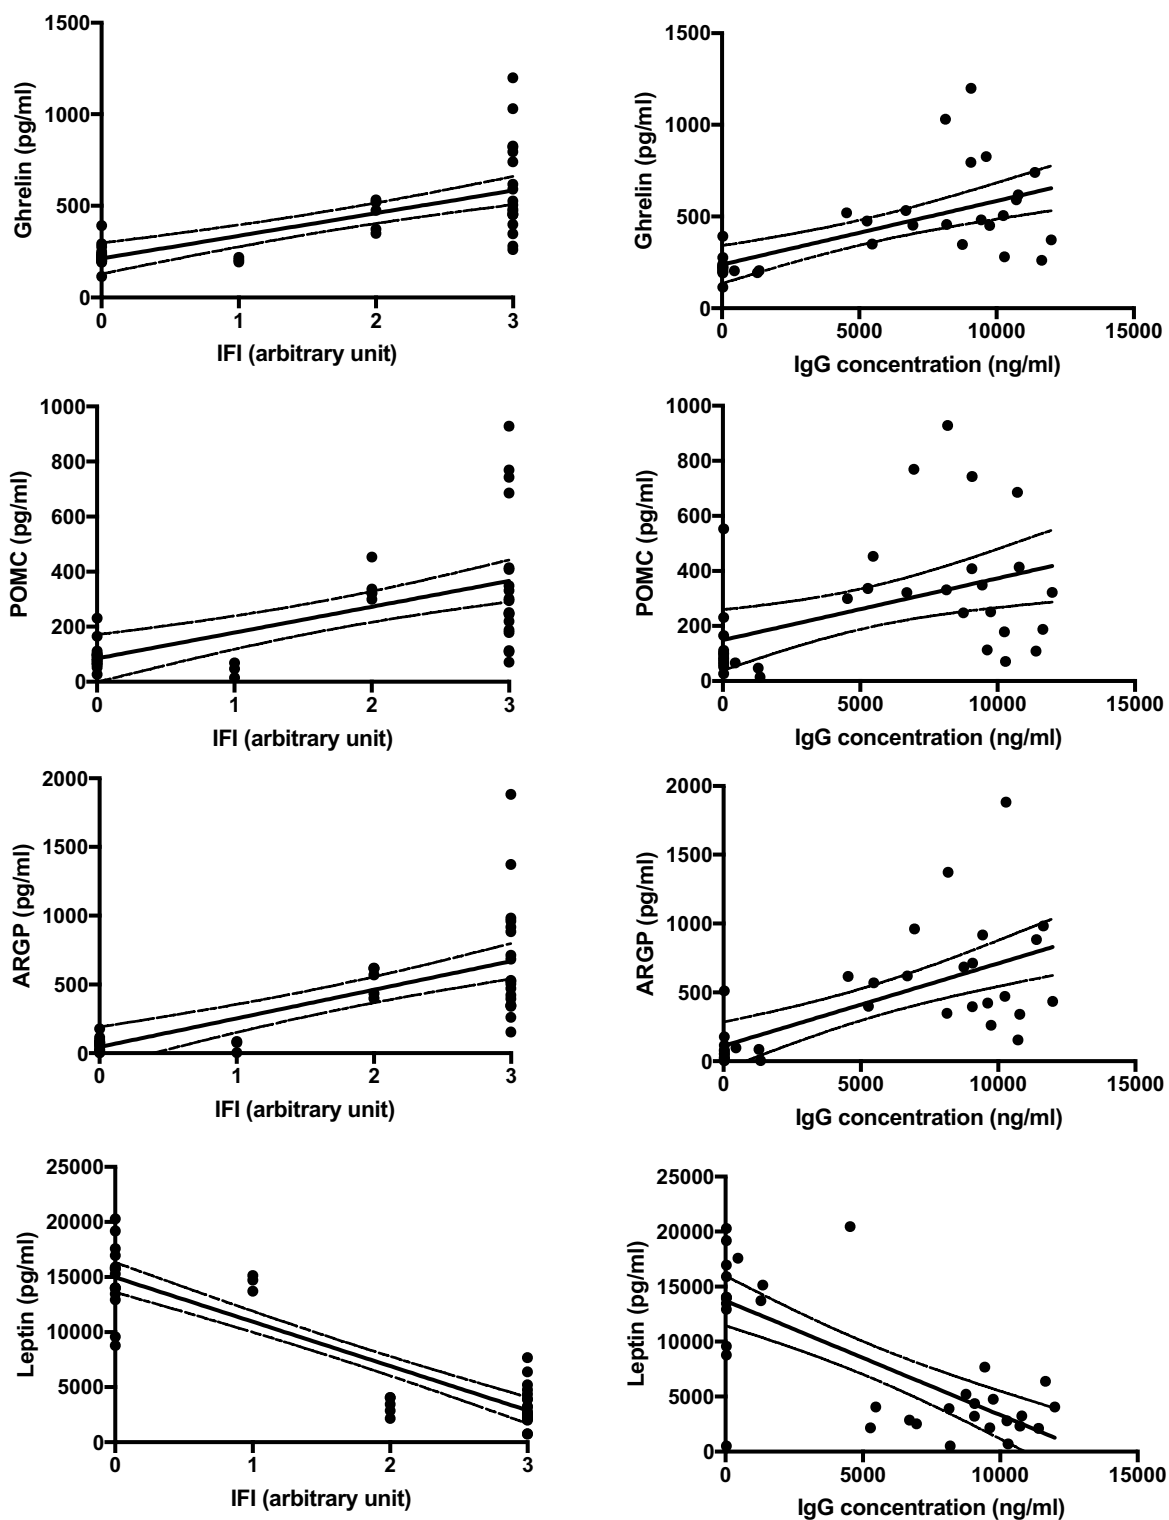 Ghrelin (pg/ml)
1500
1000
500
0
0 1 2 3
IFI (arbitrary unit)
Ghrelin (pg/ml)
1500
1000
500
0
0 5000 10000 15000
IgG concentration (ng/ml)
POMC (pg/ml)
1000
800
600
400
200
0
0 1 2 3
IFI (arbitrary unit)
POMC (pg/ml)
1000
800
600
400
200
0
0 5000 10000 15000
IgG concentration (ng/ml)
ARGP (pg/ml)
2000
1500
1000
500
0
0 1 2 3
IFI (arbitrary unit)
ARGP (pg/ml)
2000
1500
1000
500
0
0 5000 10000 15000
IgG concentration (ng/ml)
Leptin (pg/ml)
25000
20000
15000
10000
5000
0
0 1 2 3
IFI (arbitrary unit)
Leptin (pg/ml)
25000
20000
15000
10000
5000
0
0 5000 10000 15000
IgG concentration (ng/ml)